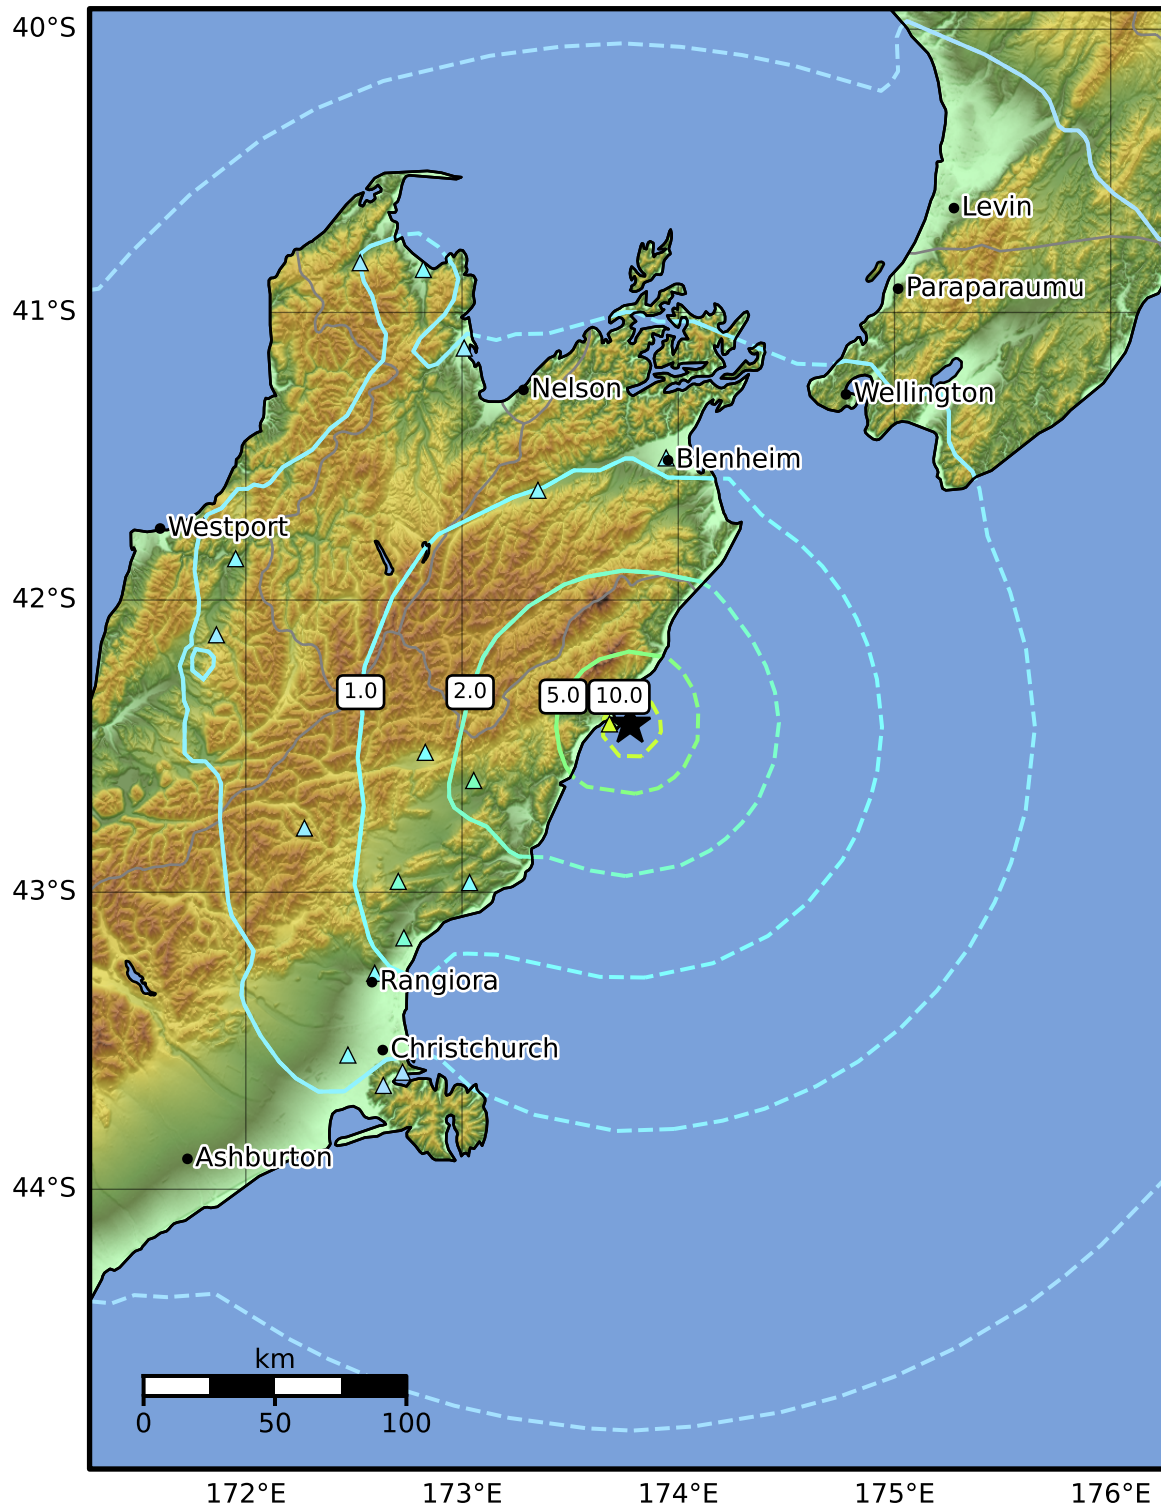 40°S
41°S
42°S
43°S
44°S
Levin
Paraparaumu
Nelson
Wellington
Blenheim
Westport
1.0
2.0
5.0
10.0
Rangiora
Christchurch
Ashburton
km
0
50
100
172°E
173°E
174°E
175°E
176°E